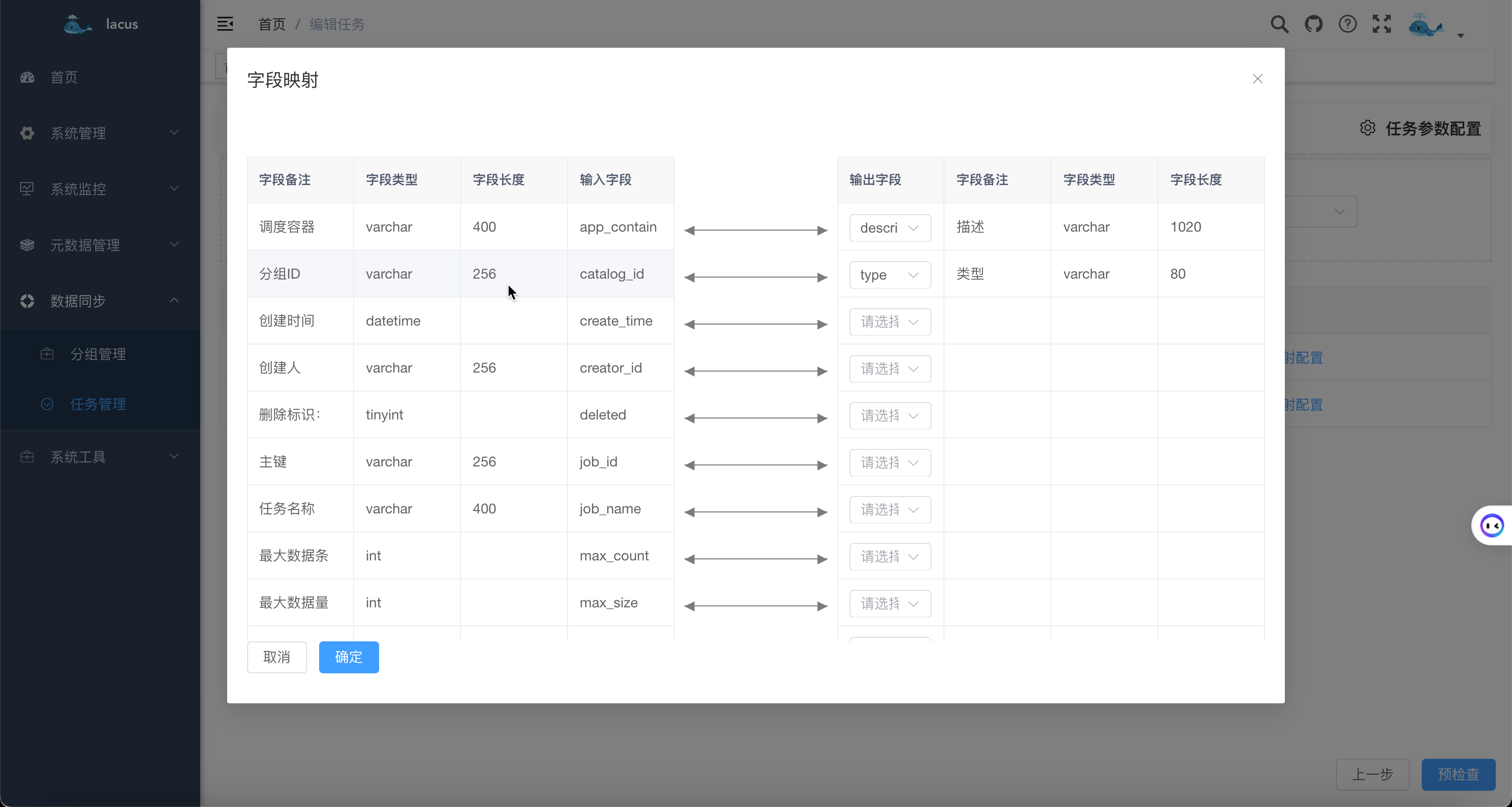 lacus
首页 / 编辑任务
首页
系统管理
系统监控
元数据管理
数据同步
分组管理
任务管理
系统工具
任务参数配置
字段映射
字段备注 字段类型 字段长度 输入字段 输出字段 字段备注 字段类型 字段长度
调度容器 varchar 400 app_contain descri 描述 varchar 1020
分组ID varchar 256 catalog_id type 类型 varchar 80
创建时间 datetime create_time 请选择
创建人 varchar 256 creator_id 请选择
删除标识: tinyint deleted 请选择
主键 varchar 256 job_id 请选择
任务名称 varchar 400 job_name 请选择
最大数据条 int max_count 请选择
最大数据量 int max_size 请选择
取消 确定
射配置
射配置
上一步 预检查